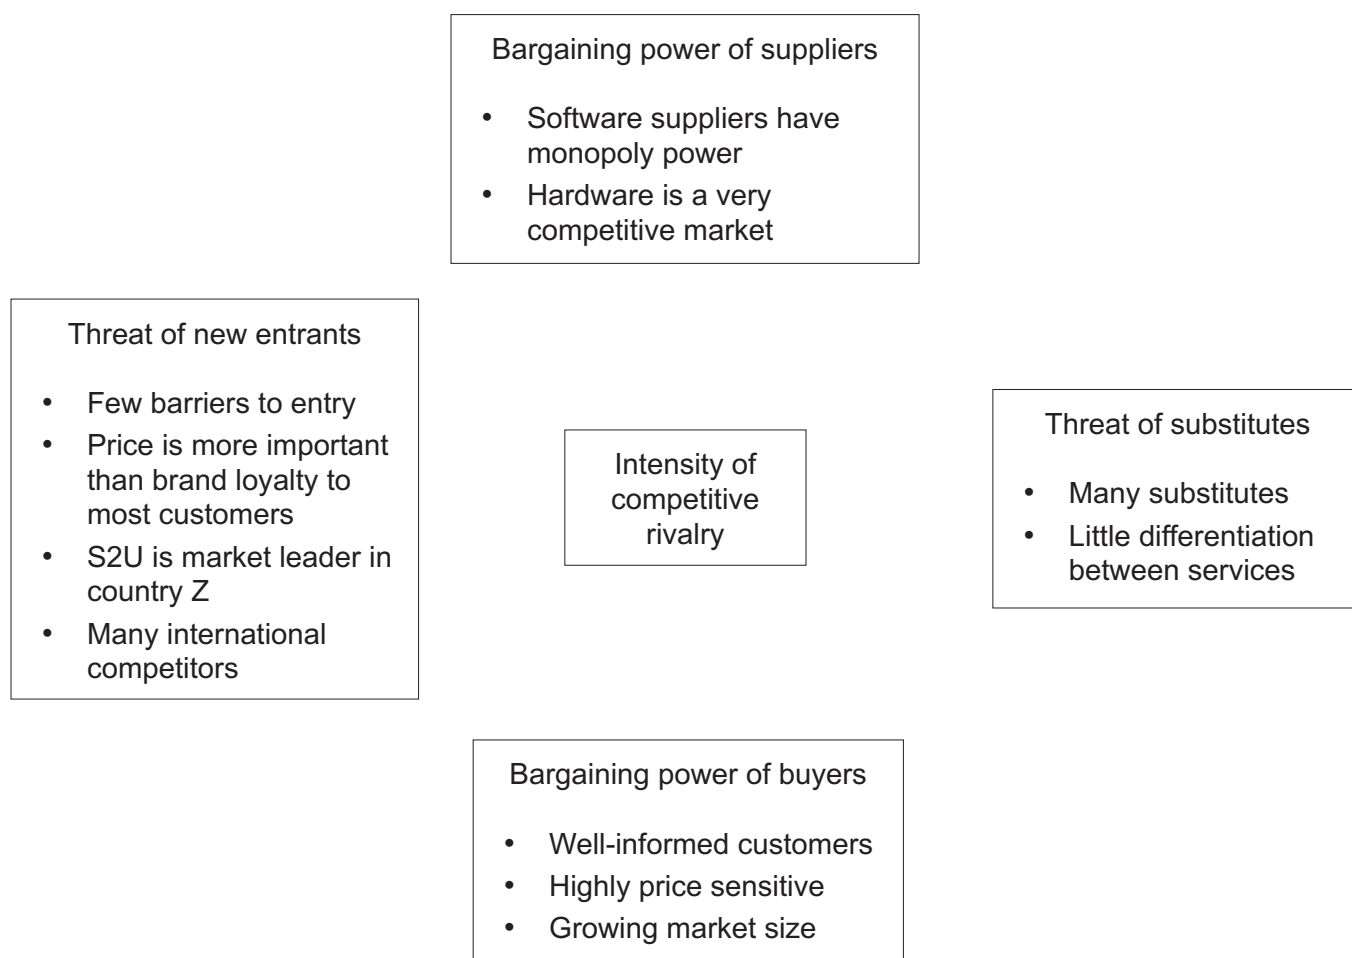 Bargaining power of suppliers
• Software suppliers have
monopoly power
• Hardware is a very
competitive market
Threat of new entrants
• Few barriers to entry
• Price is more important
than brand loyalty to
most customers
• S2U is market leader in
country Z
• Many international
competitors
Intensity of
competitive
rivalry
Threat of substitutes
• Many substitutes
• Little differentiation
between services
Bargaining power of buyers
• Well-informed customers
• Highly price sensitive
• Growing market size